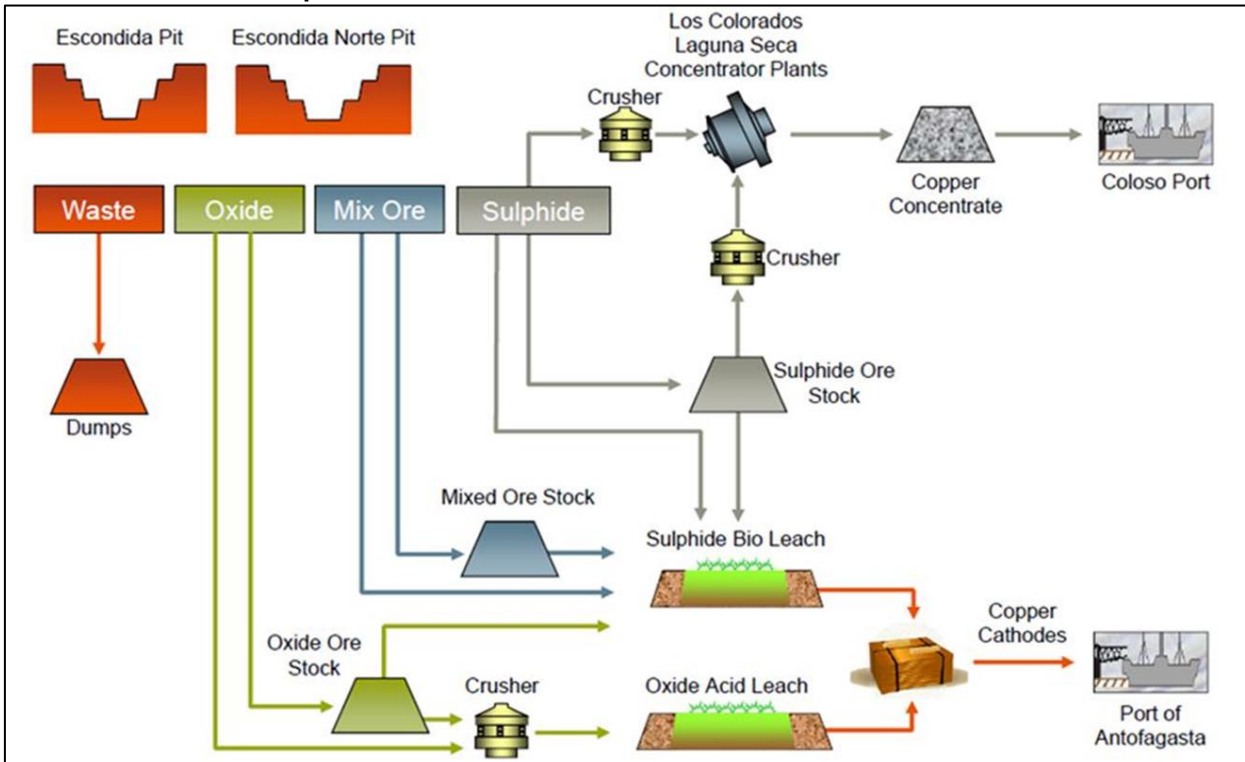 Escondida Pit
Escondida Norte Pit
Los Colorados
Laguna Seca
Concentrator Plants
Crusher
Waste
Oxide
Mix Ore
Sulphide
Copper
Concentrate
Coloso Port
Crusher
Sulphide Ore
Stock
Dumps
Mixed Ore Stock
Sulphide Bio Leach
Oxide Ore
Stock
Crusher
Oxide Acid Leach
Copper
Cathodes
Port of
Antofagasta